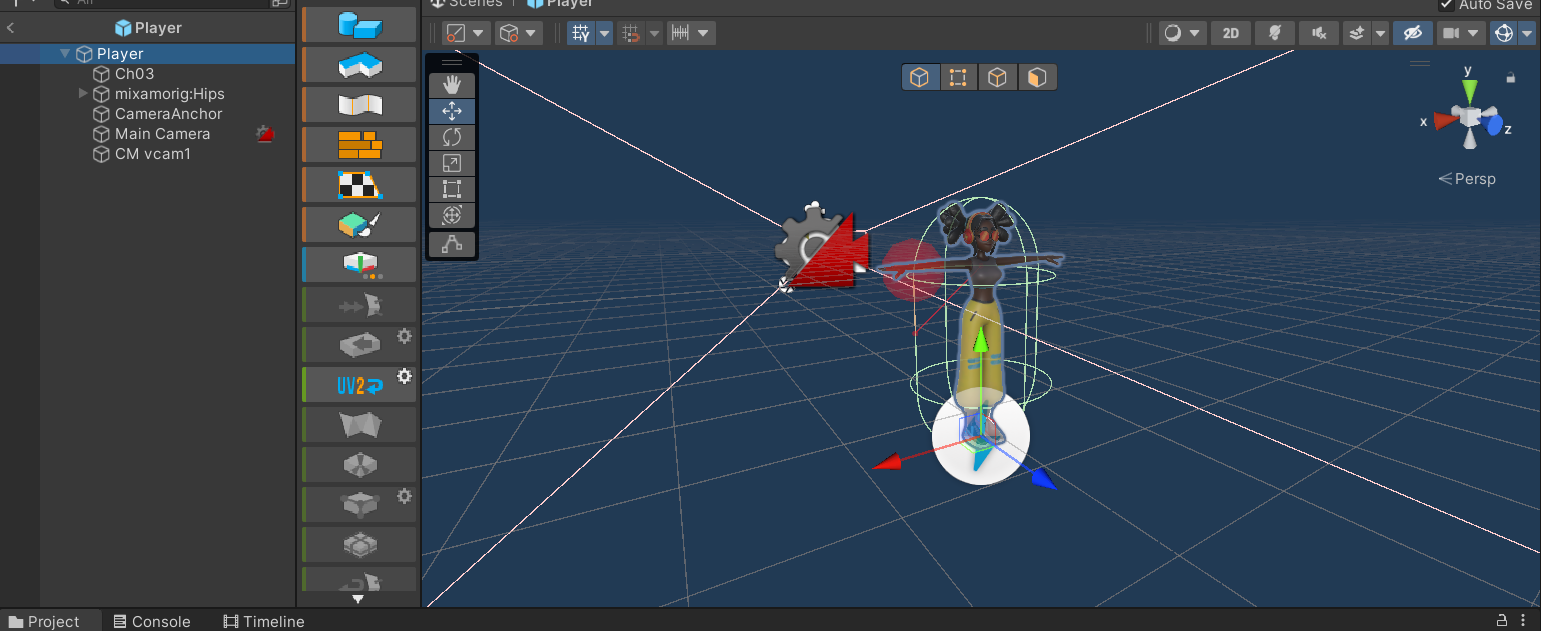 All
Scenes
Player
Auto Save
Player
2D
Player
Ch03
mixamorig:Hips
CameraAnchor
Main Camera
CM vcam1
y
x
z
Persp
UV2
Project
Console
Timeline